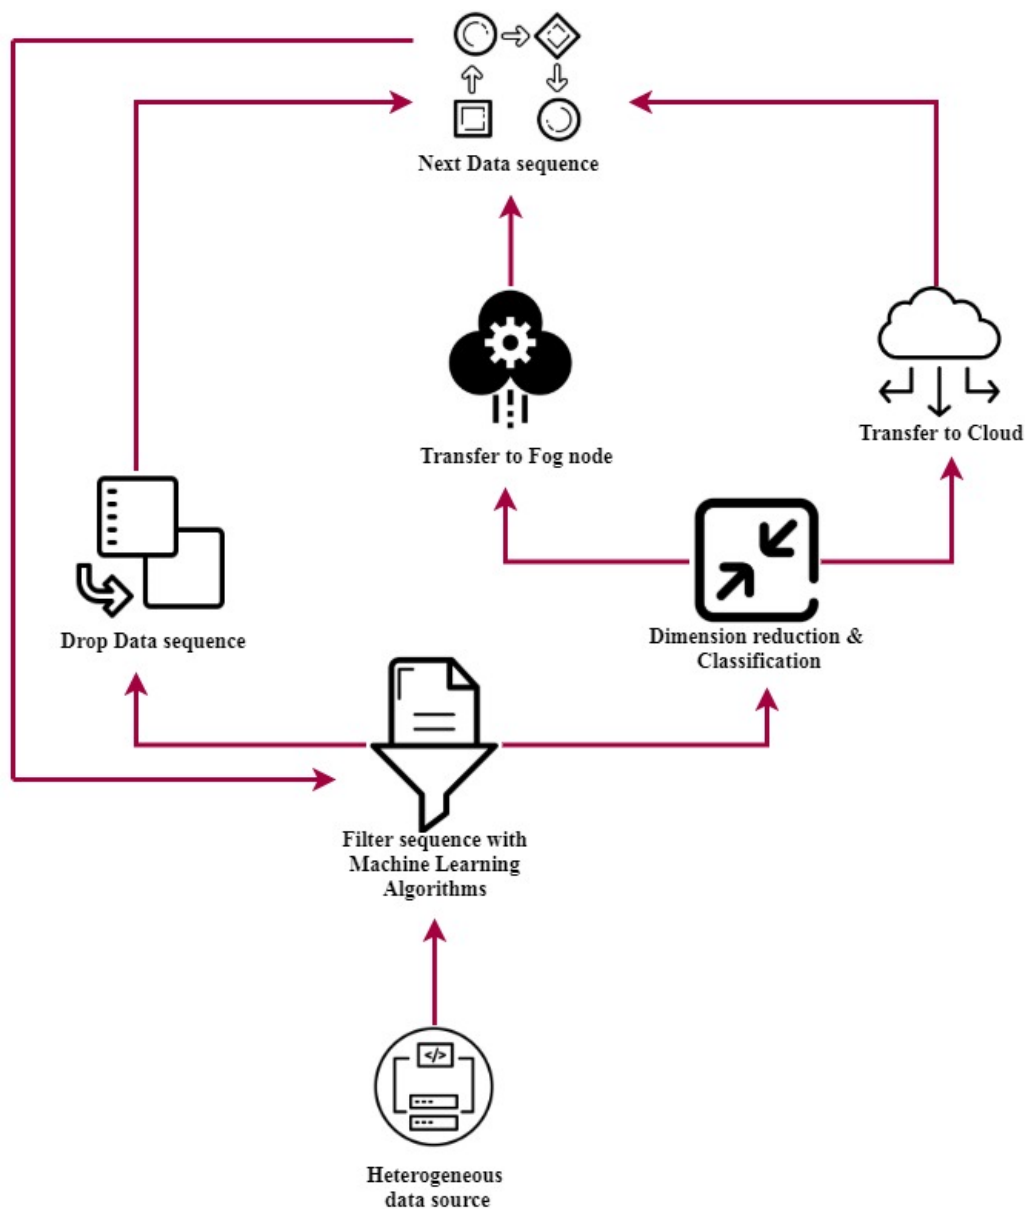 Next Data sequence
Transfer to Cloud
Transfer to Fog node
Drop Data sequence
Dimension reduction &
Classification
Filter sequence with
Machine Learning
Algorithms
</>
Heterogeneous
data source